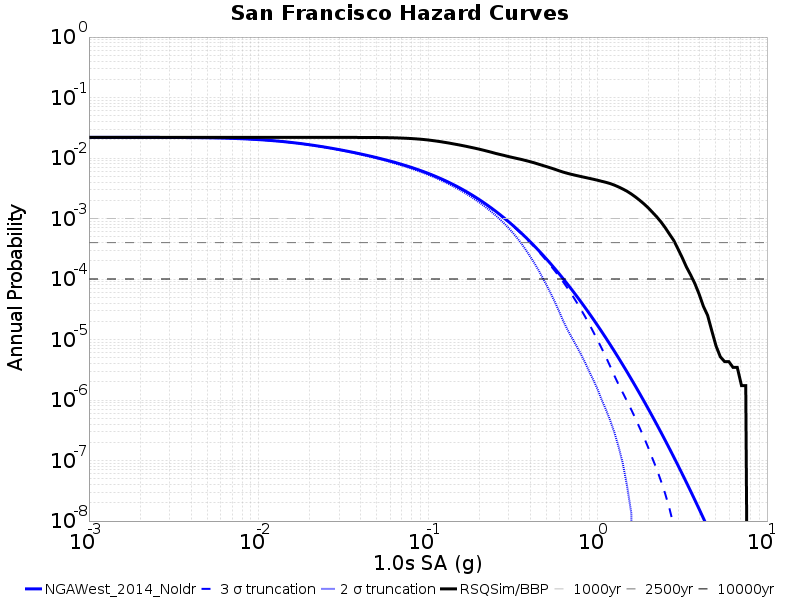 San Francisco Hazard Curves
10^0
10^-1
10^-2
10^-3
10^-4
10^-5
10^-6
10^-7
10^-8
Annual Probability
10^-3 10^-2 10^-1 10^0 10^1
1.0s SA (g)
NGAWest_2014_NoIdr 3 σ truncation 2 σ truncation RSQSim/BBP 1000yr 2500yr 10000yr